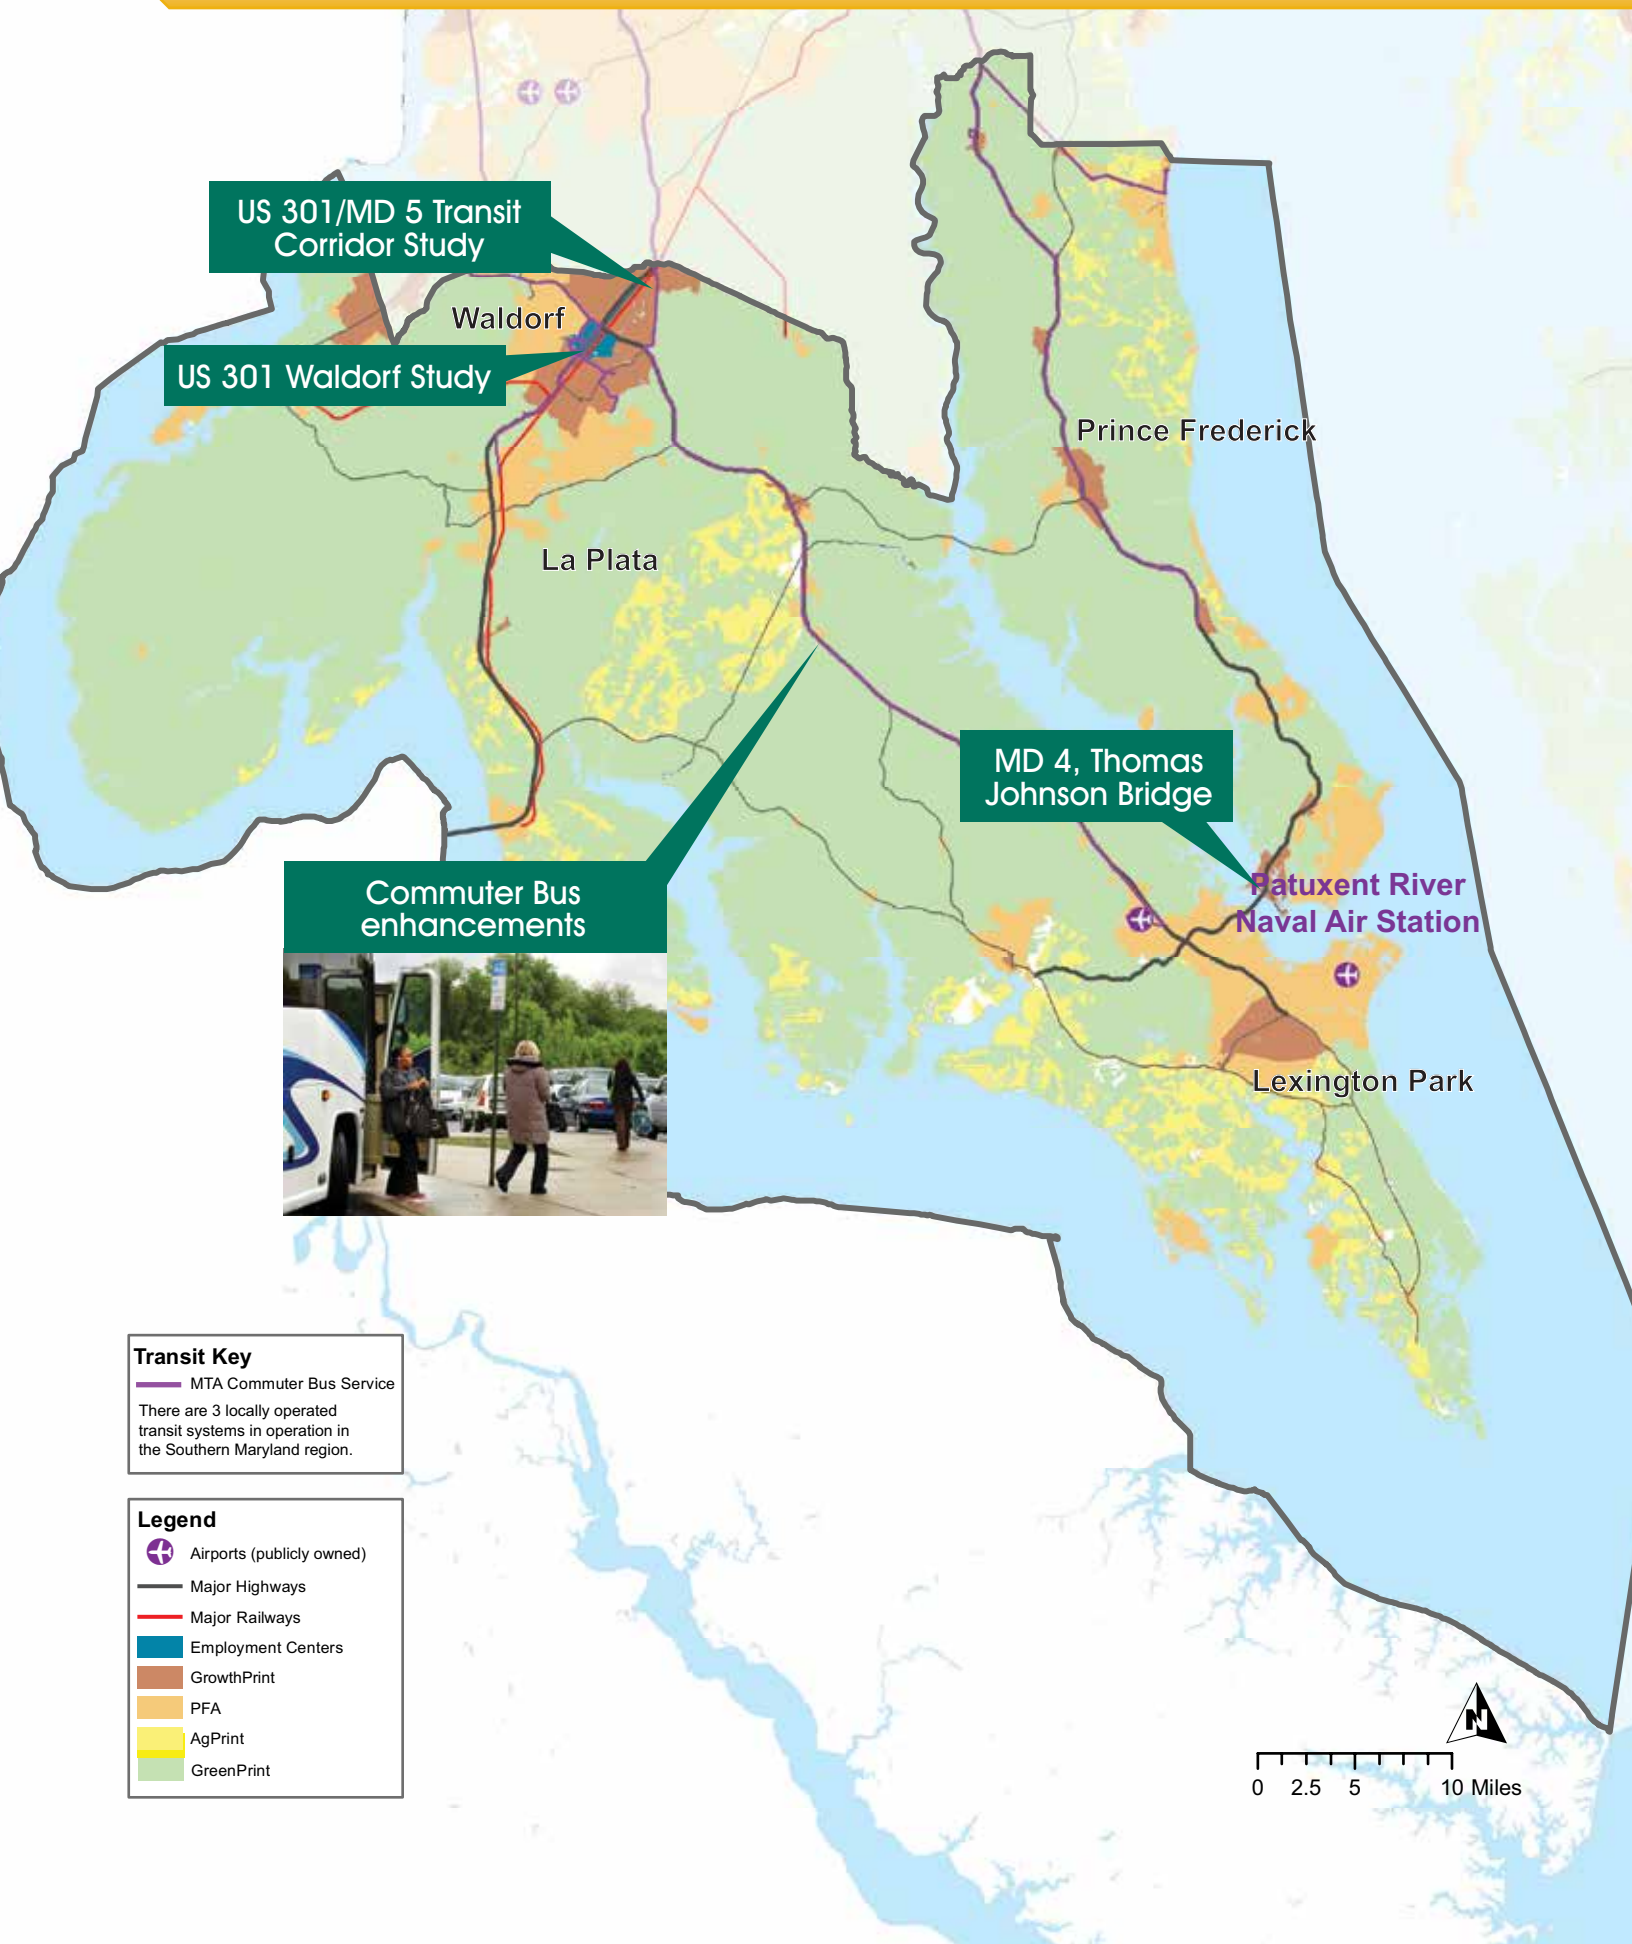 US 301/MD 5 Transit
Corridor Study
Waldorf
US 301 Waldorf Study
Prince Frederick
La Plata
MD 4, Thomas
Johnson Bridge
Commuter Bus
enhancements
Patuxent River
Naval Air Station
Lexington Park
Transit Key
MTA Commuter Bus Service
There are 3 locally operated
transit systems in operation in
the Southern Maryland region.
Legend
Airports (publicly owned)
Major Highways
Major Railways
Employment Centers
GrowthPrint
PFA
AgPrint
GreenPrint
N
0 2.5 5 10 Miles